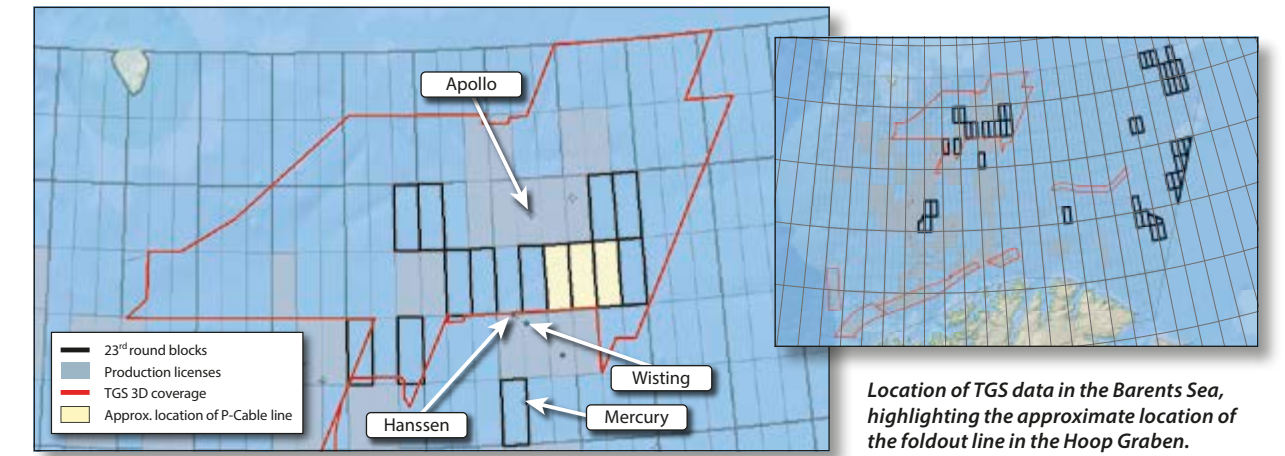 Apollo
23rd round blocks
Production licenses
TGS 3D coverage
Approx. location of P-Cable line
Wisting
Hanssen
Mercury
Location of TGS data in the Barents Sea,
highlighting the approximate location of
the foldout line in the Hoop Graben.